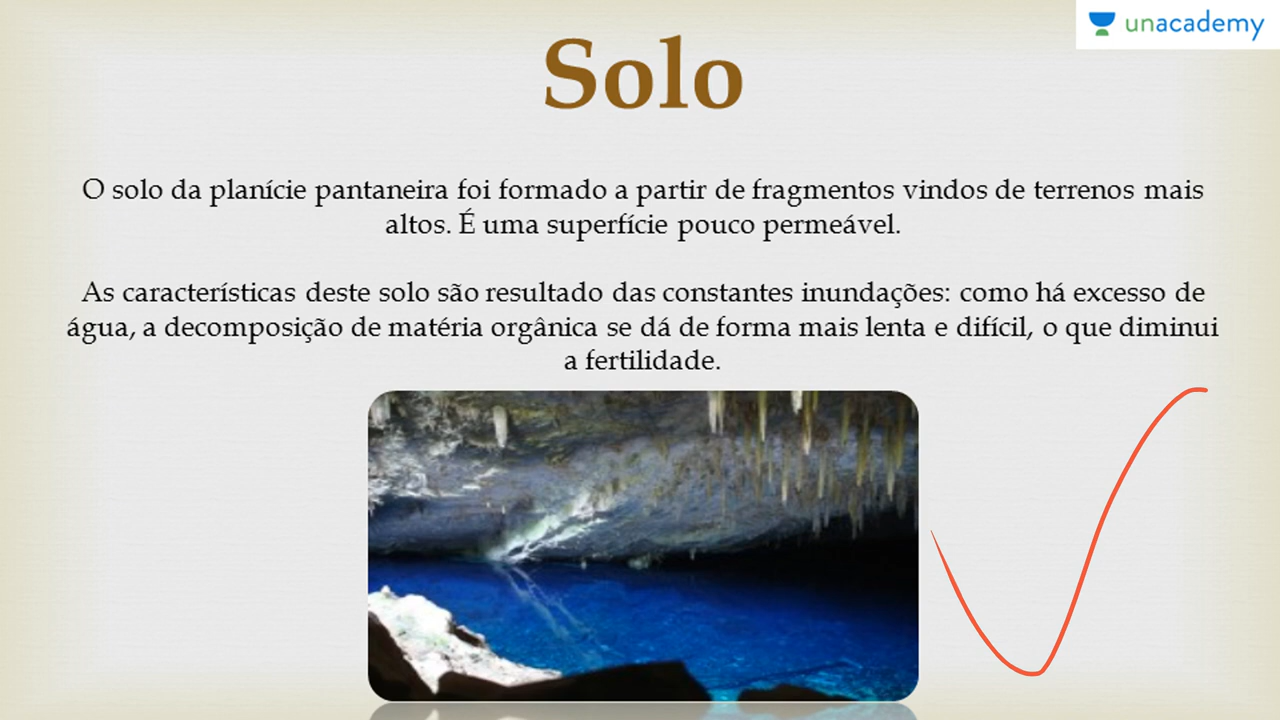 unacademy
Solo
O solo da planície pantaneira foi formado a partir de fragmentos vindos de terrenos mais
altos. É uma superfície pouco permeável.
As características deste solo são resultado das constantes inundações: como há excesso de
água, a decomposição de matéria orgânica se dá de forma mais lenta e difícil, o que diminui
a fertilidade.